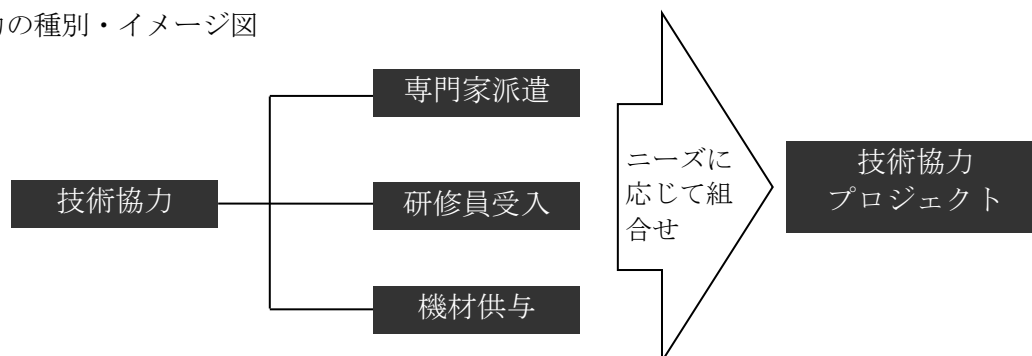 の種別・イメージ図
専門家派遣
技術協力
研修員受入
機材供与
ニーズに
応じて組
合せ
技術協力
プロジェクト